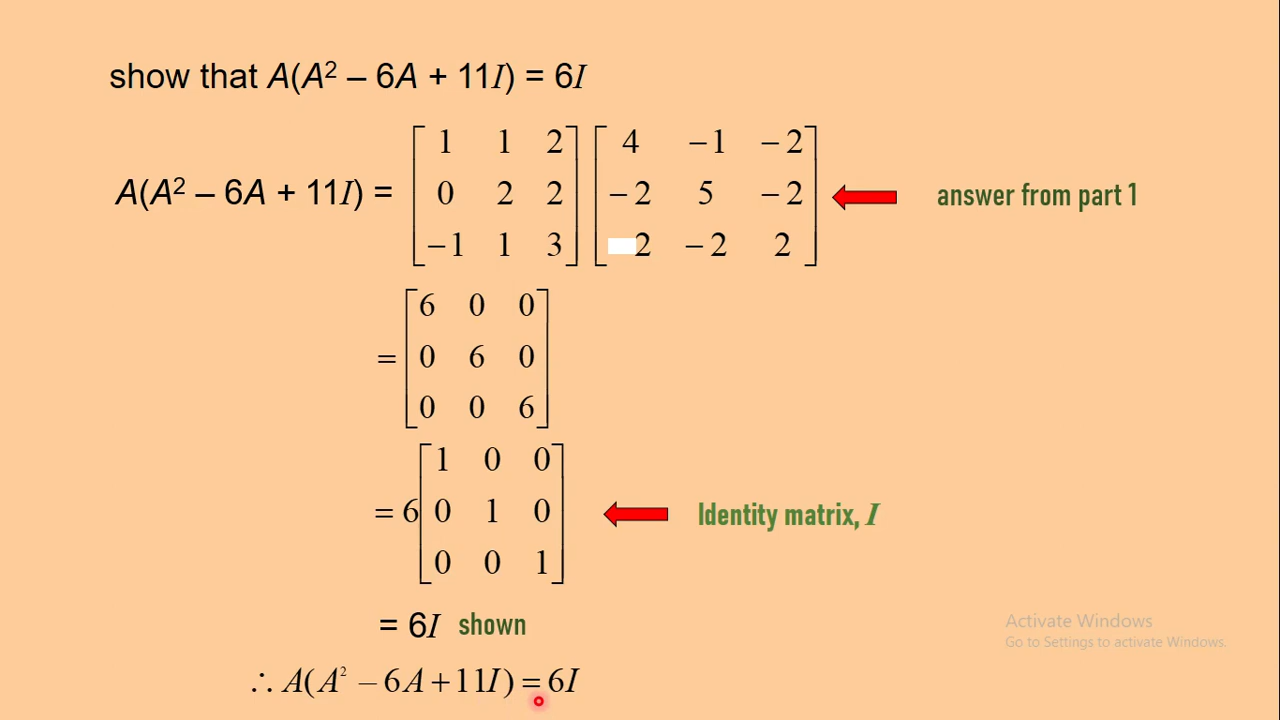 show that A(A² – 6A + 11I) = 6I
A(A² – 6A + 11I) = [1 1 2] [4 −1 −2]
[0 2 2] [−2 5 −2] answer from part 1
[−1 1 3] [2 −2 2]
= [6 0 0]
[0 6 0]
[0 0 6]
= 6 [1 0 0]
[0 1 0] Identity matrix, I
[0 0 1]
= 6I shown
∴ A(A² − 6A + 11I) = 6I
Activate Windows
Go to Settings to activate Windows.